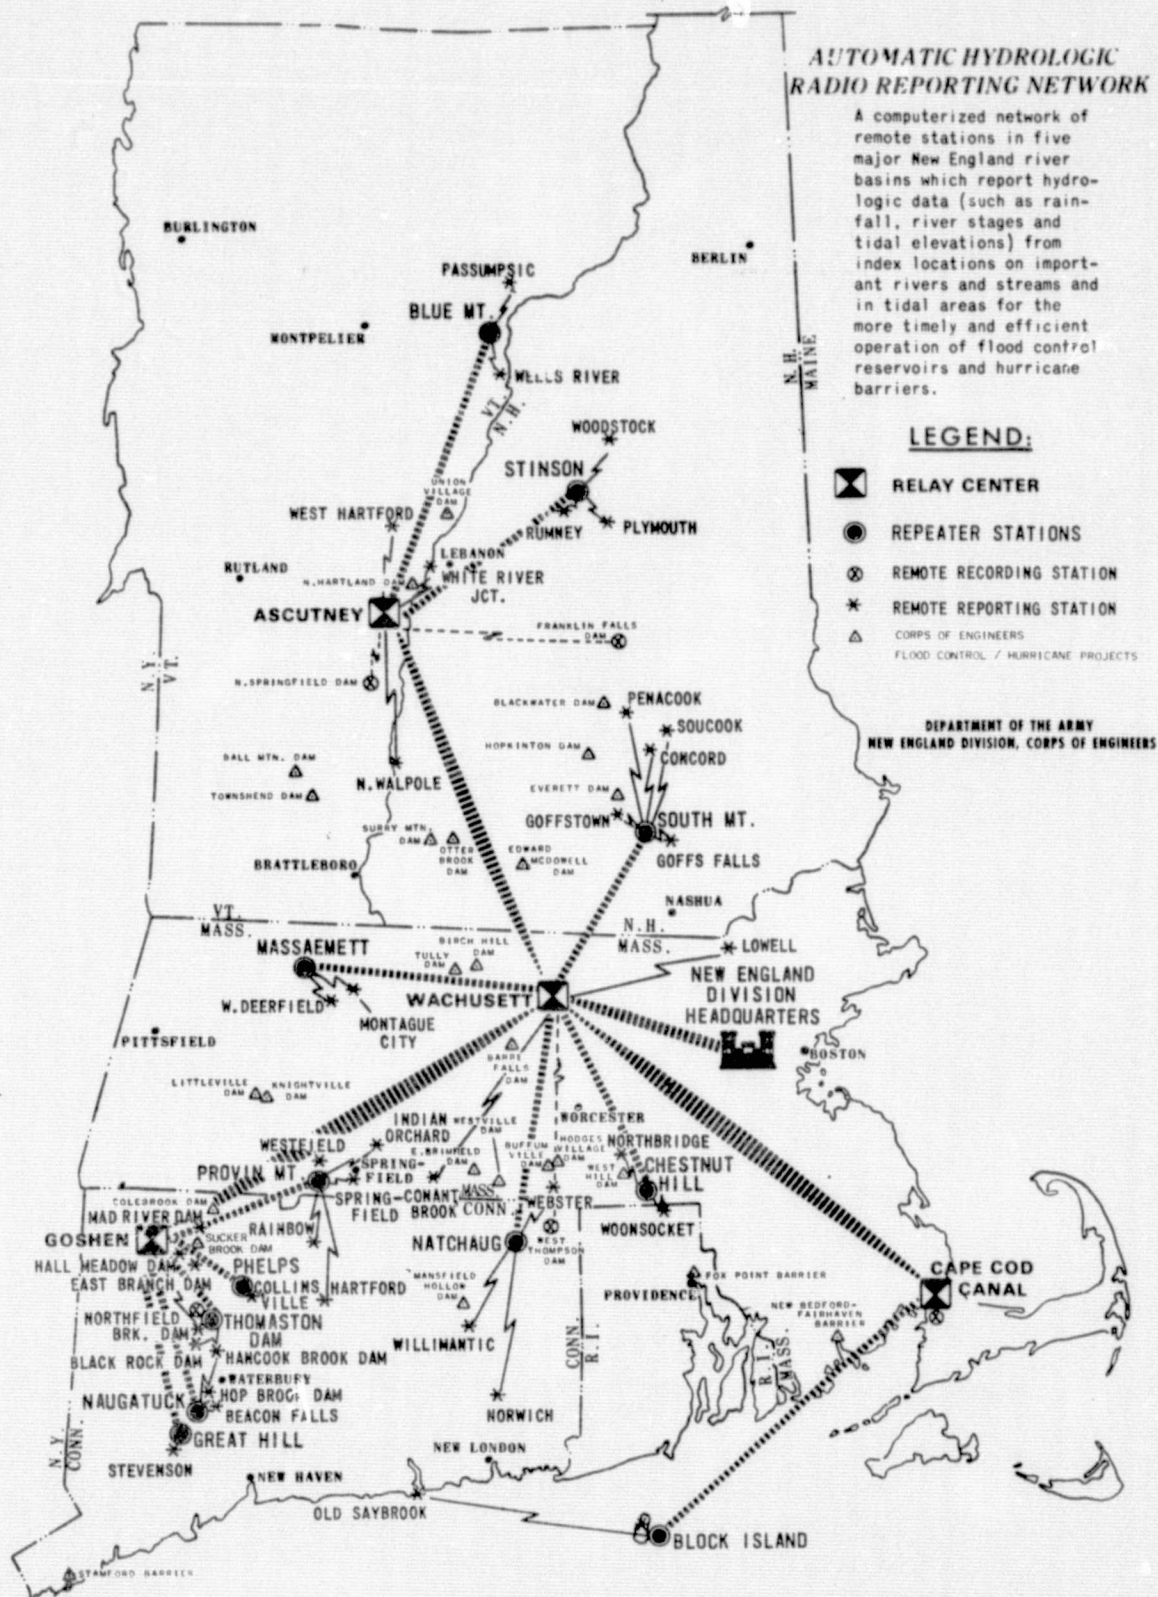 AUTOMATIC HYDROLOGIC
RADIO REPORTING NETWORK
A computerized network of
remote stations in five
major New England river
basins which report hydro-
logic data (such as rain-
fall, river stages and
tidal elevations) from
index locations on import-
ant rivers and streams and
in tidal areas for the
more timely and efficient
operation of flood control
reservoirs and hurricane
barriers.
LEGEND:
RELAY CENTER
REPEATER STATIONS
REMOTE RECORDING STATION
REMOTE REPORTING STATION
CORPS OF ENGINEERS
FLOOD CONTROL / HURRICANE PROJECTS
DEPARTMENT OF THE ARMY
NEW ENGLAND DIVISION, CORPS OF ENGINEERS
BURLINGTON
BERLIN
PASSUMPSIC
BLUE MT.
MONTPELIER
N.H.
MAINE
WELLS RIVER
VT.
N.H.
WOODSTOCK
STINSON
UNION
VILLAGE
DAM
WEST HARTFORD
RUMNEY
PLYMOUTH
LEBANON
RUTLAND
N.HARTLAND DAM
WHITE RIVER
JCT.
ASCUTNEY
FRANKLIN FALLS
DAM
N.Y.
VT.
N.SPRINGFIELD DAM
BLACKWATER DAM
PENACOOK
SOUCOOK
HOPKINTON DAM
CONCORD
BALL MTN. DAM
N.WALPOLE
EVERETT DAM
TOWNSHEND DAM
GOFFSTOWN
SOUTH MT.
SURRY MTN.
DAM
OTTER
BROOK
DAM
EDWARD
MCDOWELL
DAM
GOFFS FALLS
BRATTLEBORO
NASHUA
VT.
MASS.
N.H.
MASS.
MASSAEMETT
BIRCH HILL
DAM
TULLY
DAM
LOWELL
NEW ENGLAND
DIVISION
HEADQUARTERS
W.DEERFIELD
WACHUSETT
MONTAGUE
CITY
PITTSFIELD
BARRE
FALLS
DAM
BOSTON
LITTLEVILLE
DAM
KNIGHTVILLE
DAM
INDIAN
ORCHARD
WESTVILLE
DAM
WORCESTER
WESTFIELD
E.BRIMFIELD
DAM
BUFFUM
VILLE
DAM
HODGES
VILLAGE
DAM
NORTHBRIDGE
PROVIN MT.
SPRING-
FIELD
WEST
HILL
DAM
CHESTNUT
HILL
COLEBROOK DAM
SPRING-
FIELD
CONANT
BROOK
MASS.
CONN.
WEBSTER
MAD RIVER DAM
RAINBOW
WOONSOCKET
GOSHEN
SUCKER
BROOK DAM
NATCHAUG
WEST
THOMPSON
DAM
HALL MEADOW DAM
PHELPS
CAPE COD
CANAL
EAST BRANCH DAM
COLLINS
VILLE
HARTFORD
MANSFIELD
HOLLOW
DAM
FOX POINT BARRIER
PROVIDENCE
NEW BEDFORD-
FAIRHAVEN
BARRIER
NORTHFIELD
BRK. DAM
THOMASTON
DAM
WILLIMANTIC
CONN.
R.I.
R.I.
MASS.
BLACK ROCK DAM
HANCOOK BROOK DAM
WATERBURY
NAUGATUCK
HOP BROOK DAM
BEACON FALLS
NORWICH
GREAT HILL
N.Y.
CONN.
NEW LONDON
STEVENSON
NEW HAVEN
OLD SAYBROOK
BLOCK ISLAND
STAMFORD BARRIER